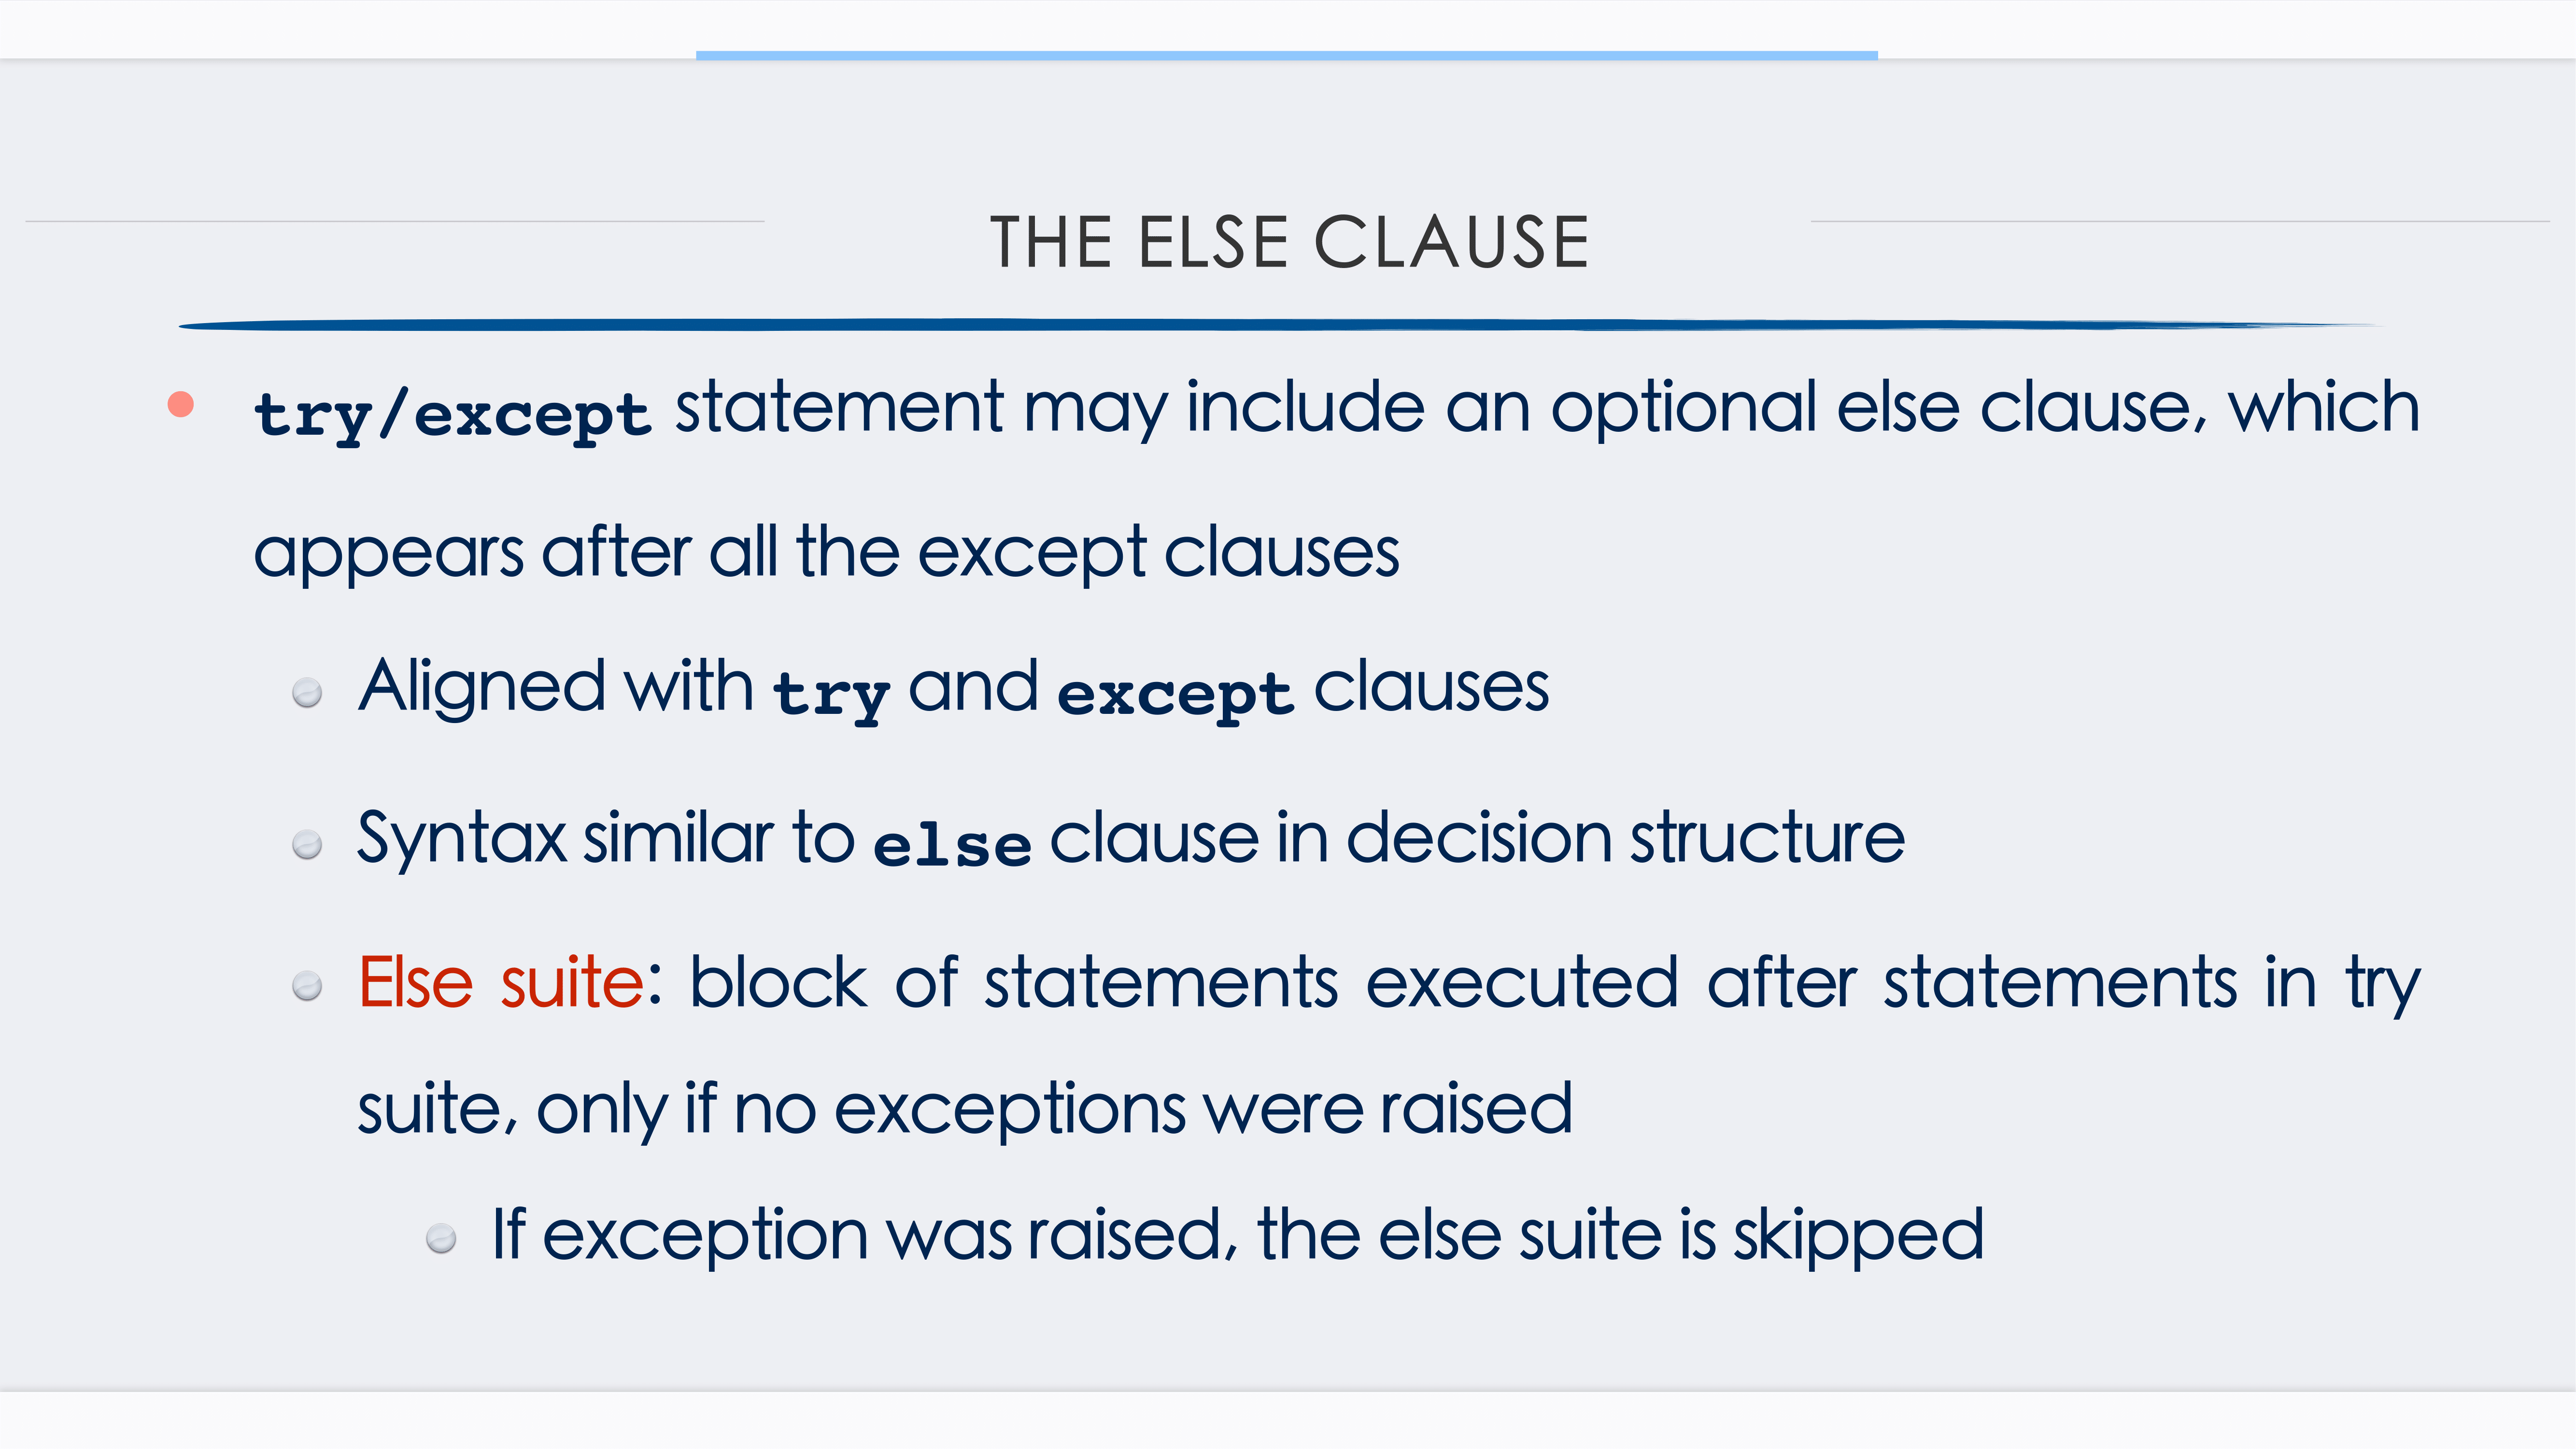 THE ELSE CLAUSE
try/except statement may include an optional else clause, which
appears after all the except clauses
Aligned with try and except clauses
Syntax similar to else clause in decision structure
Else suite: block of statements executed after statements in try
suite, only if no exceptions were raised
If exception was raised, the else suite is skipped